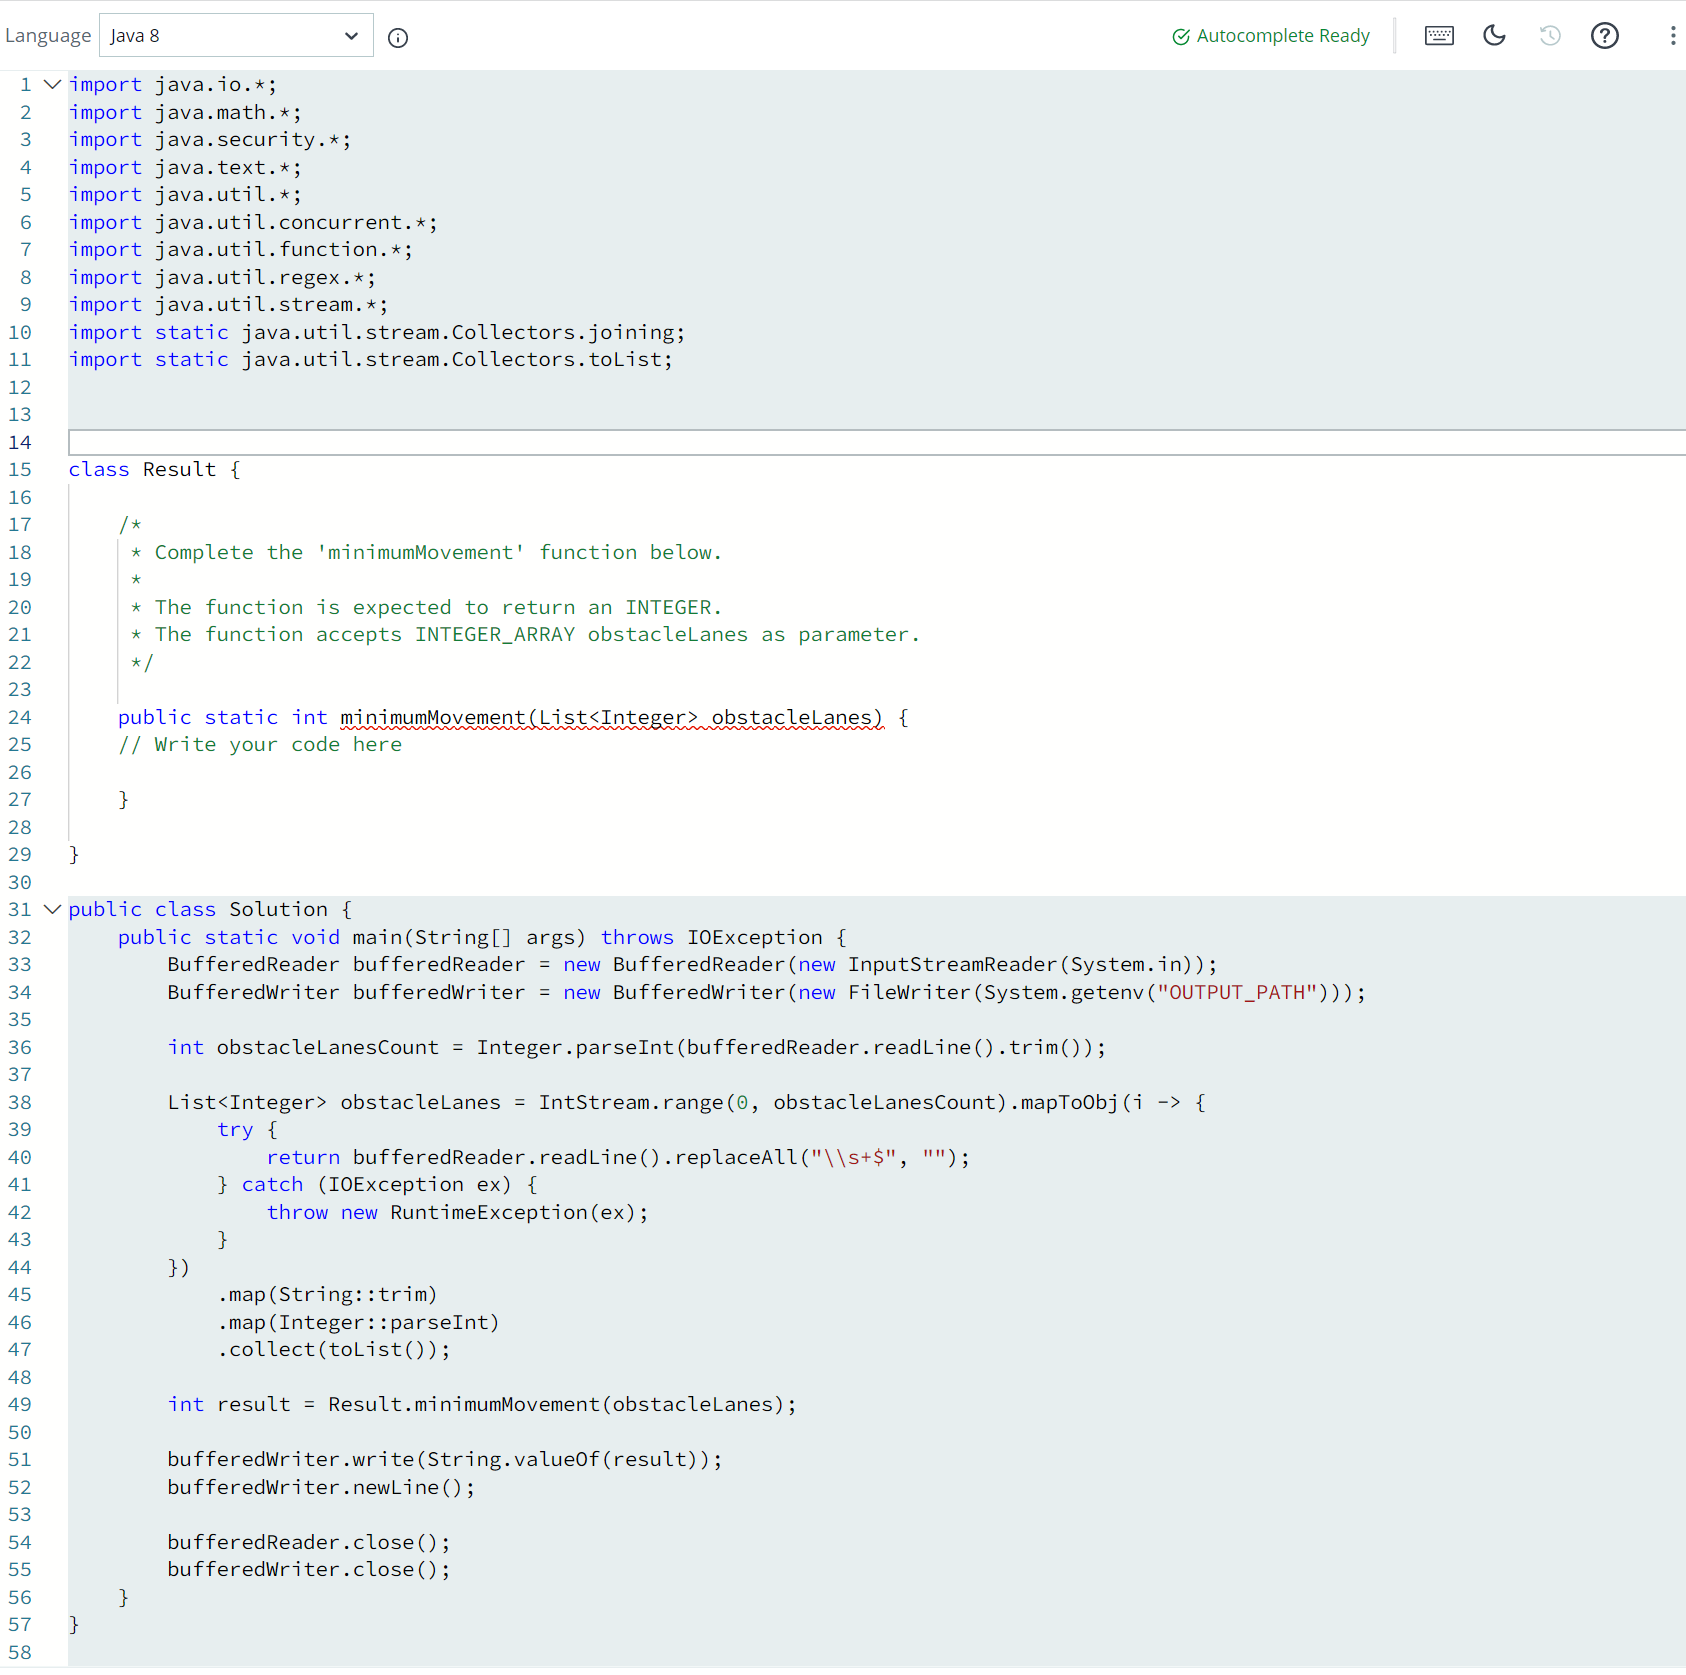 Language Java 8 Autocomplete Ready
1 import java.io.*;
2 import java.math.*;
3 import java.security.*;
4 import java.text.*;
5 import java.util.*;
6 import java.util.concurrent.*;
7 import java.util.function.*;
8 import java.util.regex.*;
9 import java.util.stream.*;
10 import static java.util.stream.Collectors.joining;
11 import static java.util.stream.Collectors.toList;
12
13
14
15 class Result {
16
17     /*
18      * Complete the 'minimumMovement' function below.
19      *
20      * The function is expected to return an INTEGER.
21      * The function accepts INTEGER_ARRAY obstacleLanes as parameter.
22      */
23
24     public static int minimumMovement(List<Integer> obstacleLanes) {
25     // Write your code here
26
27     }
28
29 }
30
31 public class Solution {
32     public static void main(String[] args) throws IOException {
33         BufferedReader bufferedReader = new BufferedReader(new InputStreamReader(System.in));
34         BufferedWriter bufferedWriter = new BufferedWriter(new FileWriter(System.getenv("OUTPUT_PATH")));
35
36         int obstacleLanesCount = Integer.parseInt(bufferedReader.readLine().trim());
37
38         List<Integer> obstacleLanes = IntStream.range(0, obstacleLanesCount).mapToObj(i -> {
39             try {
40                 return bufferedReader.readLine().replaceAll("\\s+$", "");
41             } catch (IOException ex) {
42                 throw new RuntimeException(ex);
43             }
44         })
45             .map(String::trim)
46             .map(Integer::parseInt)
47             .collect(toList());
48
49         int result = Result.minimumMovement(obstacleLanes);
50
51         bufferedWriter.write(String.valueOf(result));
52         bufferedWriter.newLine();
53
54         bufferedReader.close();
55         bufferedWriter.close();
56     }
57 }
58